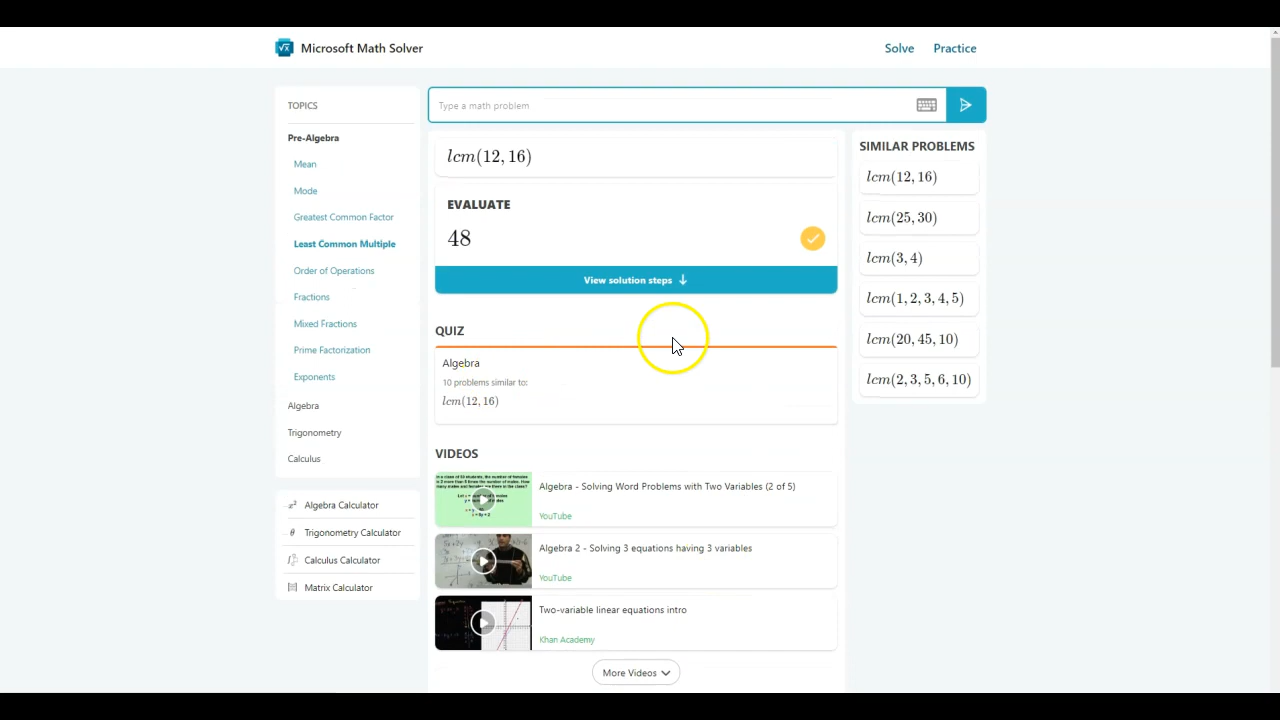 Microsoft Math Solver
Solve
Practice
TOPICS
Pre-Algebra
Mean
Mode
Greatest Common Factor
Least Common Multiple
Order of Operations
Fractions
Mixed Fractions
Prime Factorization
Exponents
Algebra
Trigonometry
Calculus
x² Algebra Calculator
θ Trigonometry Calculator
Calculus Calculator
Matrix Calculator
Type a math problem
lcm(12, 16)
EVALUATE
48
View solution steps ↓
QUIZ
Algebra
10 problems similar to:
lcm(12, 16)
VIDEOS
Algebra - Solving Word Problems with Two Variables (2 of 5)
YouTube
Algebra 2 - Solving 3 equations having 3 variables
YouTube
Two-variable linear equations intro
Khan Academy
More Videos
SIMILAR PROBLEMS
lcm(12, 16)
lcm(25, 30)
lcm(3, 4)
lcm(1, 2, 3, 4, 5)
lcm(20, 45, 10)
lcm(2, 3, 5, 6, 10)